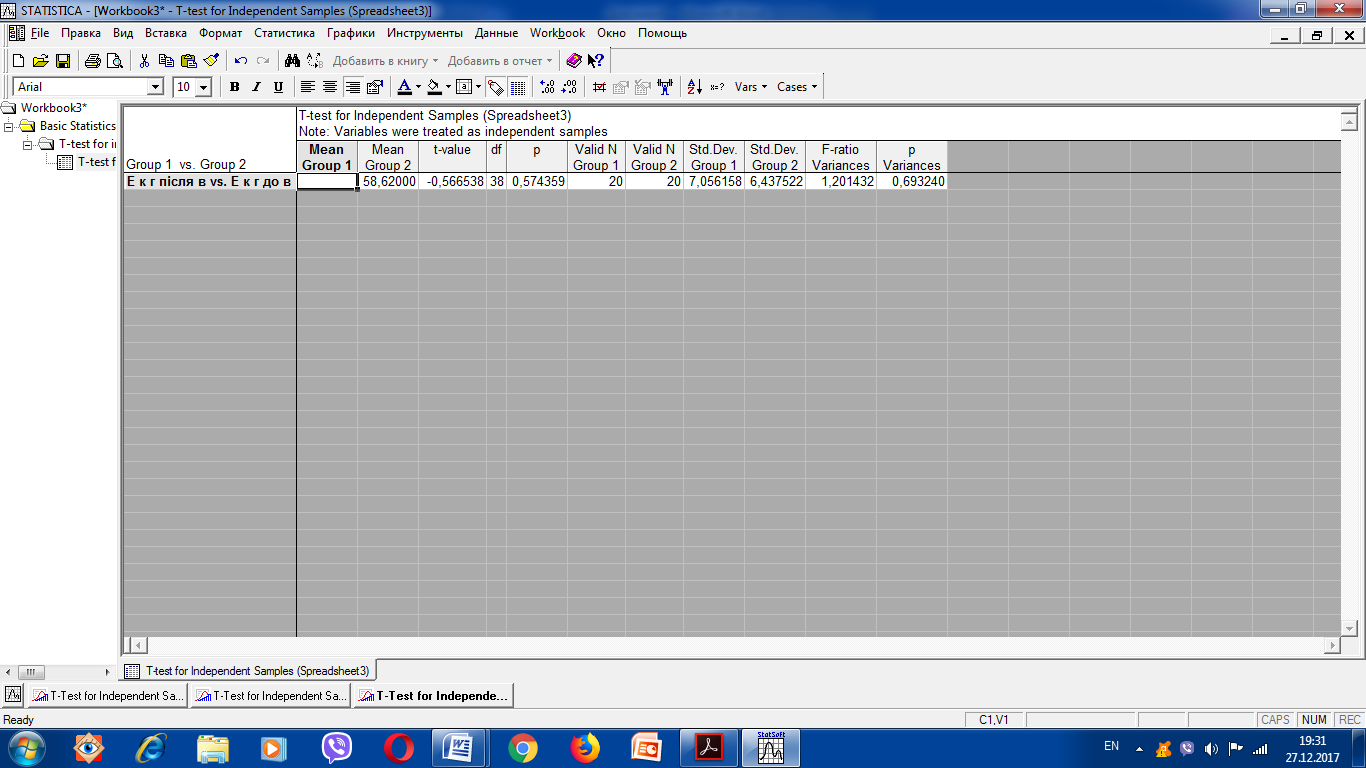 STATISTICA - [Workbook3* - T-test for Independent Samples (Spreadsheet3)]
File Правка Вид Вставка Формат Статистика Графики Инструменты Данные Workbook Окно Помощь
Добавить в книгу Добавить в отчет
Arial 10 B I U A Vars Cases
Workbook3*
Basic Statistics
T-test for i
T-test f
T-test for Independent Samples (Spreadsheet3)
Note: Variables were treated as independent samples
Group 1 vs. Group 2
Mean Group 1
Mean Group 2
t-value
df
p
Valid N Group 1
Valid N Group 2
Std.Dev. Group 1
Std.Dev. Group 2
F-ratio Variances
p Variances
Е к г після в vs. Е к г до в 58,62000 -0,566538 38 0,574359 20 20 7,056158 6,437522 1,201432 0,693240
T-test for Independent Samples (Spreadsheet3)
T-Test for Independent Sa... T-Test for Independent Sa... T-Test for Independe...
Ready C1,V1 CAPS NUM REC
StatSoft
EN 19:31
27.12.2017